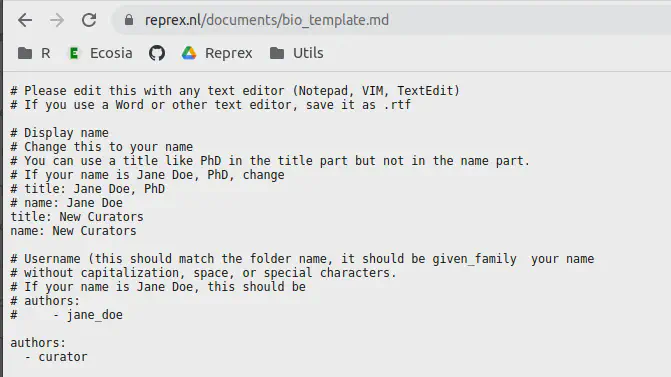 reprex.nl/documents/bio_template.md
R Ecosia Reprex Utils
# Please edit this with any text editor (Notepad, VIM, TextEdit)
# If you use a Word or other text editor, save it as .rtf
# Display name
# Change this to your name
# You can use a title like PhD in the title part but not in the name part.
# If your name is Jane Doe, PhD, change
# title: Jane Doe, PhD
# name: Jane Doe
title: New Curators
name: New Curators
# Username (this should match the folder name, it should be given_family  your name
# without capitalization, space, or special characters.
# If your name is Jane Doe, this should be
# authors:
#     - jane_doe
authors:
  - curator